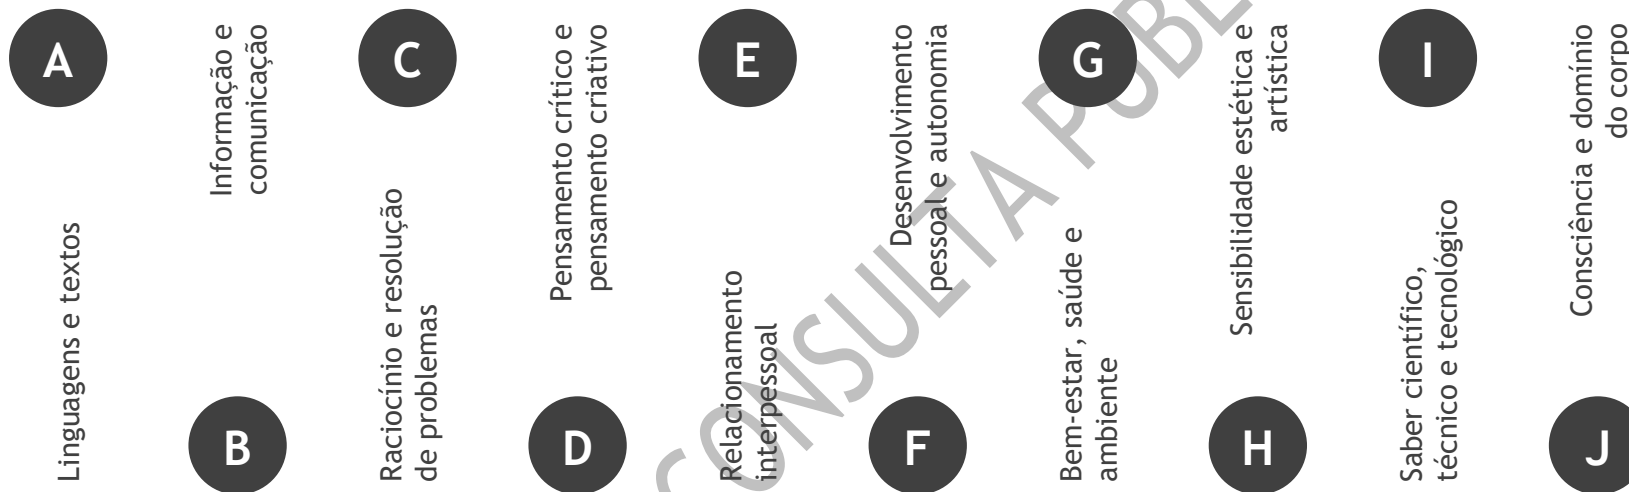 A
Linguagens e textos
Informação e
comunicação
B
C
Raciocínio e resolução
de problemas
Pensamento crítico e
pensamento criativo
D
E
Relacionamento
interpessoal
Desenvolvimento
pessoal e autonomia
F
G
Bem-estar, saúde e
ambiente
Sensibilidade estética e
artística
H
I
Saber científico,
técnico e tecnológico
Consciência e domínio
do corpo
J
CONSULTA PÚBL